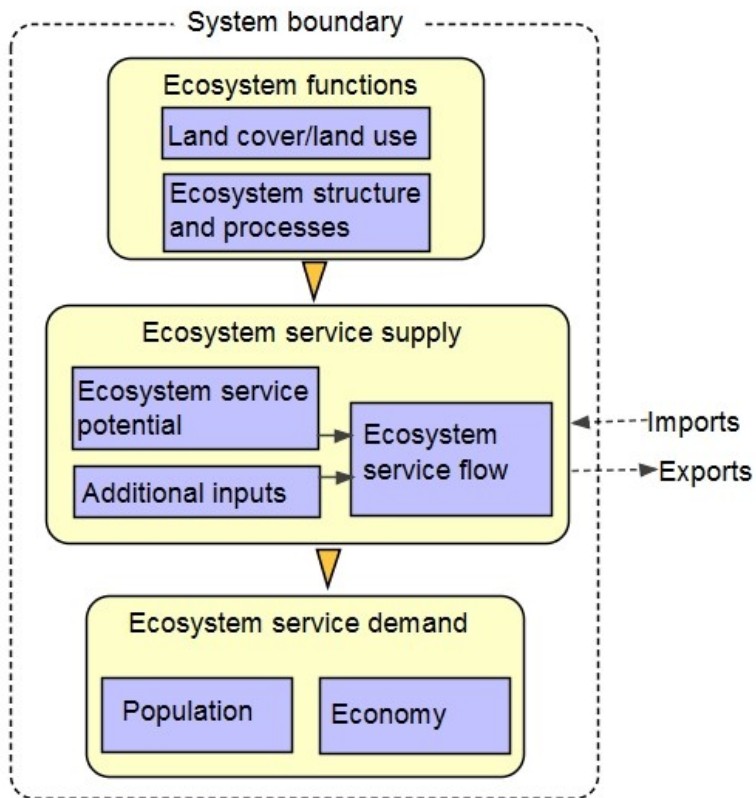 System boundary
Ecosystem functions
Land cover/land use
Ecosystem structure
and processes
Ecosystem service supply
Ecosystem service
potential
Additional inputs
Ecosystem
service flow
Imports
Exports
Ecosystem service demand
Population
Economy